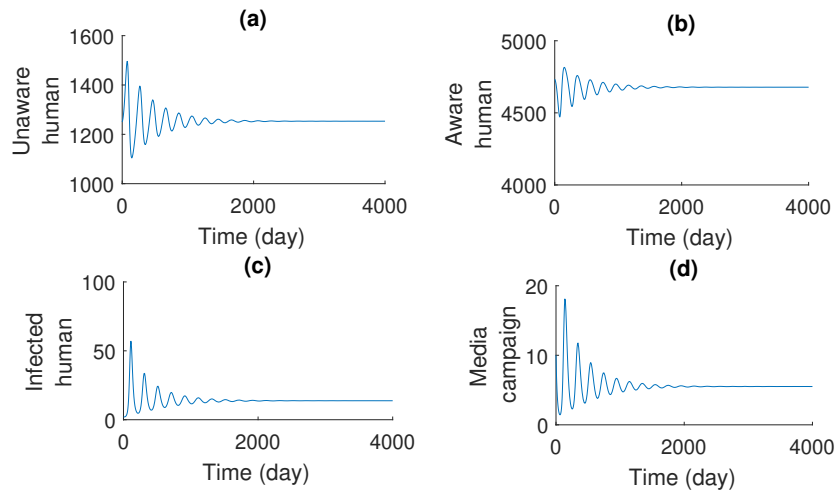 (a)
1600
1400
1200
1000
Unaware
human
0
2000
4000
Time (day)
(b)
5000
4500
4000
Aware
human
0
2000
4000
Time (day)
(c)
100
50
0
Infected
human
0
2000
4000
Time (day)
(d)
20
10
0
Media
campaign
0
2000
4000
Time (day)